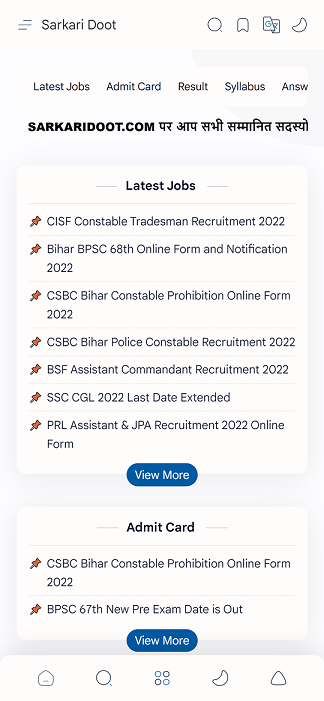 Sarkari Doot
Latest Jobs Admit Card Result Syllabus Answ
SARKARIDOOT.COM पर आप सभी सम्मानित सदस्यो
Latest Jobs
CISF Constable Tradesman Recruitment 2022
Bihar BPSC 68th Online Form and Notification
2022
CSBC Bihar Constable Prohibition Online Form
2022
CSBC Bihar Police Constable Recruitment 2022
BSF Assistant Commandant Recruitment 2022
SSC CGL 2022 Last Date Extended
PRL Assistant & JPA Recruitment 2022 Online
Form
View More
Admit Card
CSBC Bihar Constable Prohibition Online Form
2022
BPSC 67th New Pre Exam Date is Out
View More